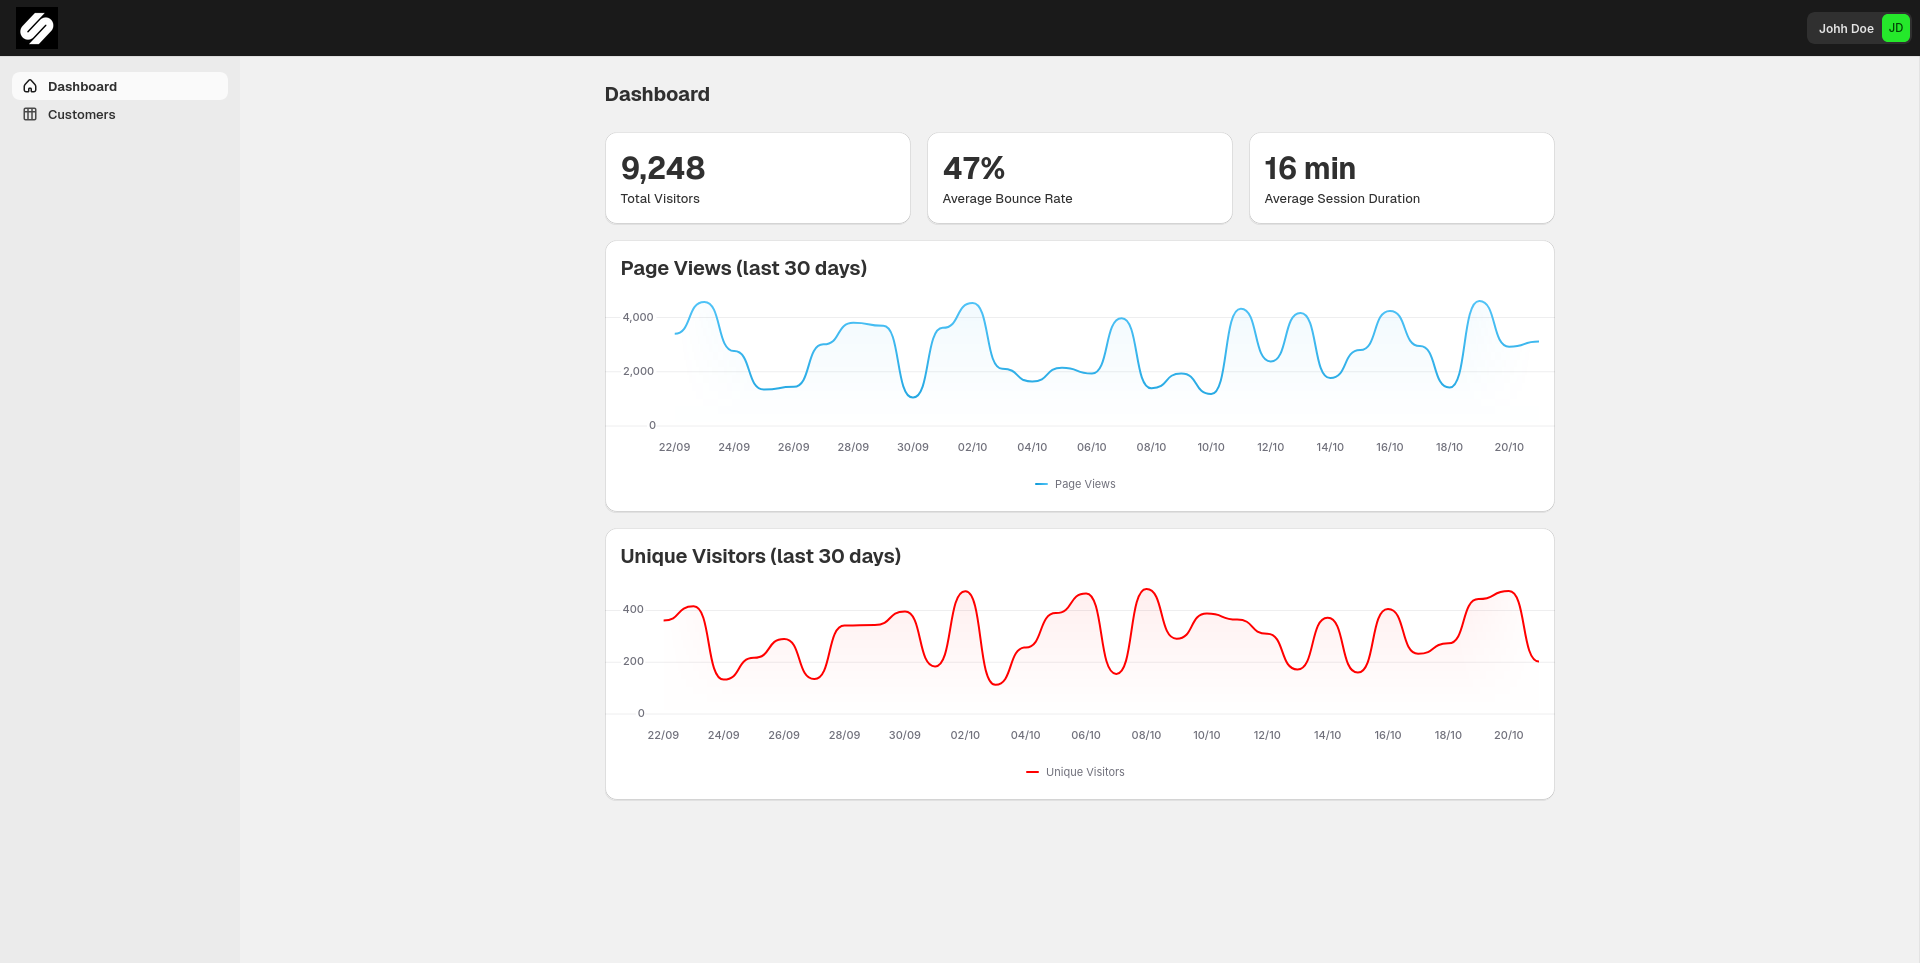 Johh Doe JD
Dashboard
Customers
Dashboard
9,248
Total Visitors
47%
Average Bounce Rate
16 min
Average Session Duration
Page Views (last 30 days)
4,000
2,000
0
22/09 24/09 26/09 28/09 30/09 02/10 04/10 06/10 08/10 10/10 12/10 14/10 16/10 18/10 20/10
Page Views
Unique Visitors (last 30 days)
400
200
0
22/09 24/09 26/09 28/09 30/09 02/10 04/10 06/10 08/10 10/10 12/10 14/10 16/10 18/10 20/10
Unique Visitors